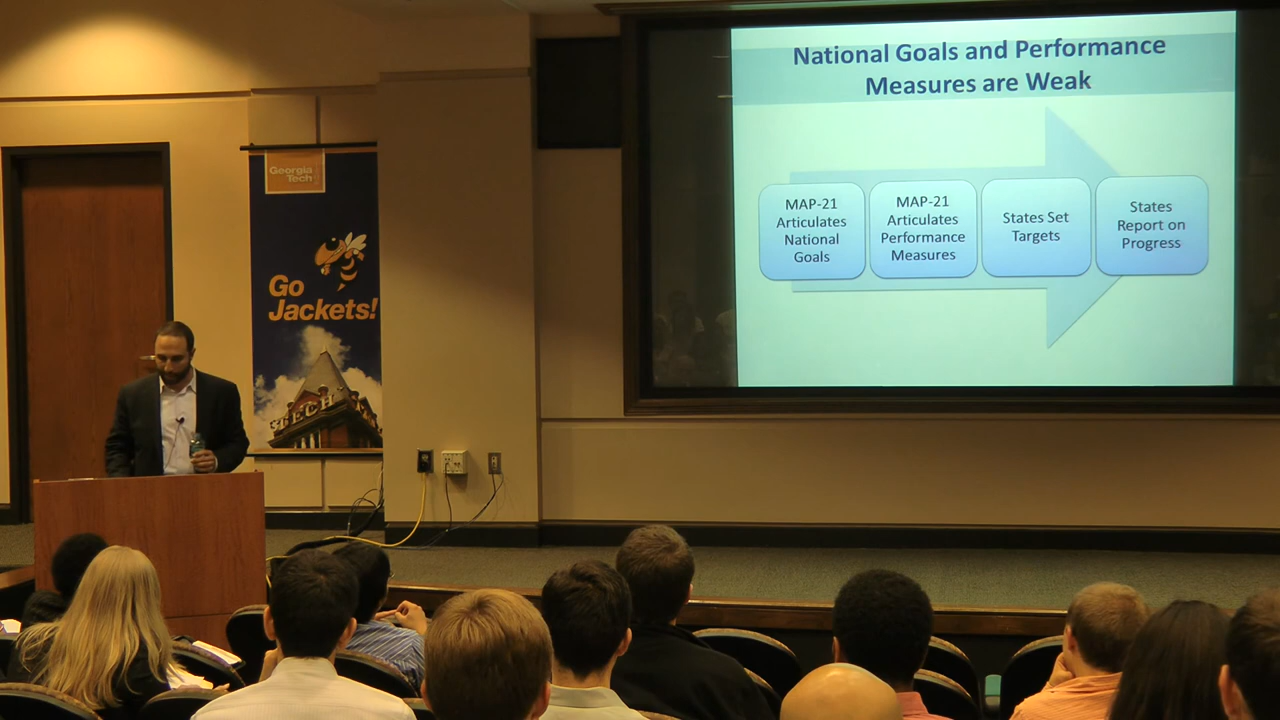 National Goals and Performance
Measures are Weak
MAP-21
Articulates
National
Goals
MAP-21
Articulates
Performance
Measures
States Set
Targets
States
Report on
Progress
Georgia
Tech
Go
Jackets!
TECH